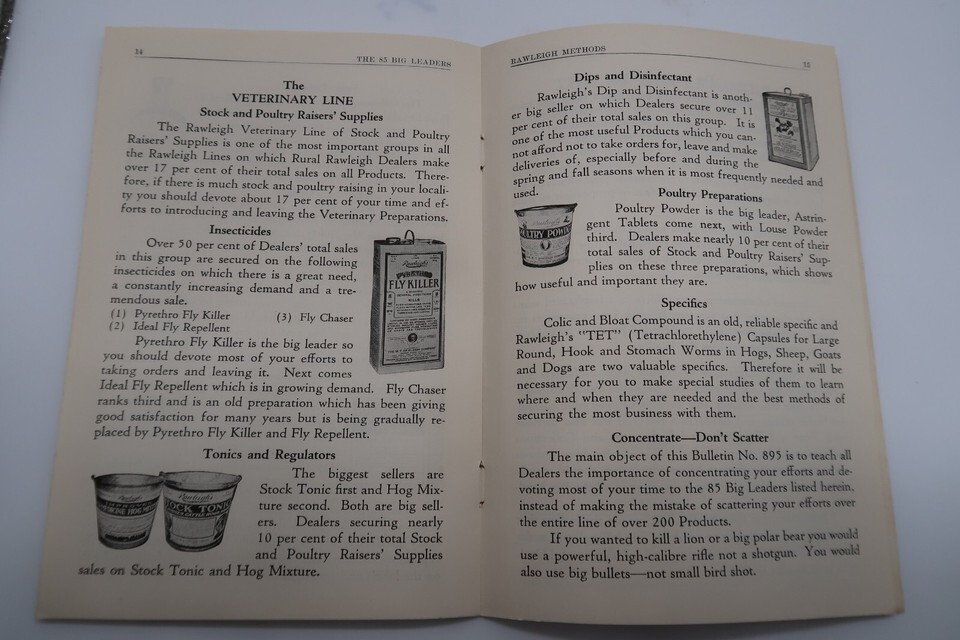 14
THE 85 BIG LEADERS
The
VETERINARY LINE
Stock and Poultry Raisers' Supplies
The Rawleigh Veterinary Line of Stock and Poultry
Raisers' Supplies is one of the most important groups in all
the Rawleigh Lines on which Rural Rawleigh Dealers make
over 17 per cent of their total sales on all Products. There-
fore, if there is much stock and poultry raising in your locali-
ty you should devote about 17 per cent of your time and ef-
forts to introducing and leaving the Veterinary Preparations.
Insecticides
Over 50 per cent of Dealers' total sales
in this group are secured on the following
insecticides on which there is a great need,
a constantly increasing demand and a tre-
mendous sale.
(1) Pyrethro Fly Killer (3) Fly Chaser
(2) Ideal Fly Repellent
Pyrethro Fly Killer is the big leader so
you should devote most of your efforts to
taking orders and leaving it. Next comes
Ideal Fly Repellent which is in growing demand. Fly Chaser
ranks third and is an old preparation which has been giving
good satisfaction for many years but is being gradually re-
placed by Pyrethro Fly Killer and Fly Repellent.
Rawleigh's
PYRETHRO
FLY KILLER
Tonics and Regulators
The biggest sellers are
Stock Tonic first and Hog Mix-
ture second. Both are big sell-
ers. Dealers securing nearly
10 per cent of their total Stock
and Poultry Raisers' Supplies
sales on Stock Tonic and Hog Mixture.
Rawleigh's
STOCK TONIC
RAWLEIGH METHODS
15
Dips and Disinfectant
Rawleigh's Dip and Disinfectant is anoth-
er big seller on which Dealers secure over 11
per cent of their total sales on this group. It is
one of the most useful Products which you can-
not afford not to take orders for, leave and make
deliveries of, especially before and during the
spring and fall seasons when it is most frequently needed and
used.
Poultry Preparations
Poultry Powder is the big leader, Astrin-
gent Tablets come next, with Louse Powder
third. Dealers make nearly 10 per cent of their
total sales of Stock and Poultry Raisers' Sup-
plies on these three preparations, which shows
how useful and important they are.
POULTRY POWDER
Specifics
Colic and Bloat Compound is an old, reliable specific and
Rawleigh's "TET" (Tetrachlorethylene) Capsules for Large
Round, Hook and Stomach Worms in Hogs, Sheep, Goats
and Dogs are two valuable specifics. Therefore it will be
necessary for you to make special studies of them to learn
where and when they are needed and the best methods of
securing the most business with them.
Concentrate—Don't Scatter
The main object of this Bulletin No. 895 is to teach all
Dealers the importance of concentrating your efforts and de-
voting most of your time to the 85 Big Leaders listed herein,
instead of making the mistake of scattering your efforts over
the entire line of over 200 Products.
If you wanted to kill a lion or a big polar bear you would
use a powerful, high-calibre rifle not a shotgun. You would
also use big bullets—not small bird shot.